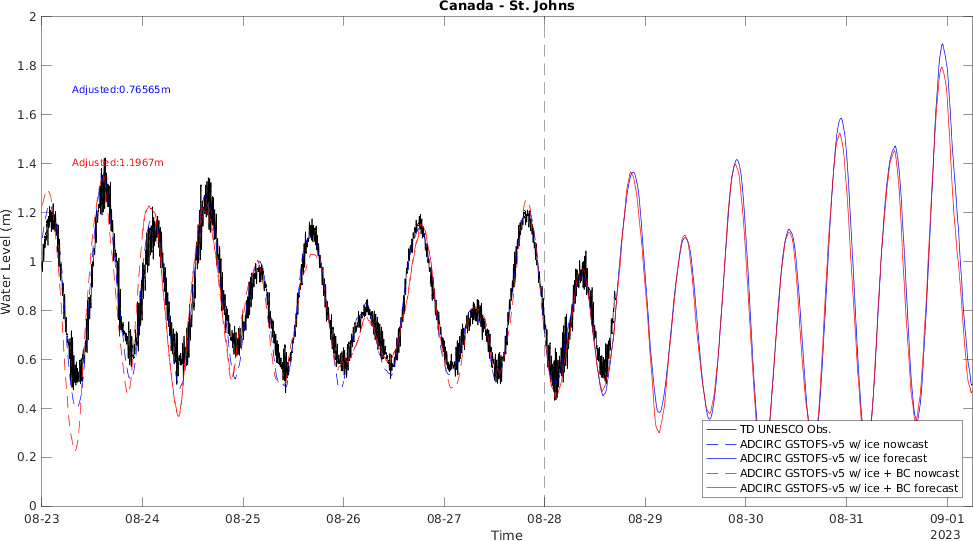 Canada - St. Johns
2
1.8
1.6
1.4
1.2
1
0.8
0.6
0.4
0.2
0
Water Level (m)
Adjusted:0.76565m
Adjusted:1.1967m
TD UNESCO Obs.
ADCIRC GSTOFS-v5 w/ ice nowcast
ADCIRC GSTOFS-v5 w/ ice forecast
ADCIRC GSTOFS-v5 w/ ice + BC nowcast
ADCIRC GSTOFS-v5 w/ ice + BC forecast
08-23 08-24 08-25 08-26 08-27 08-28 08-29 08-30 08-31 09-01
2023
Time